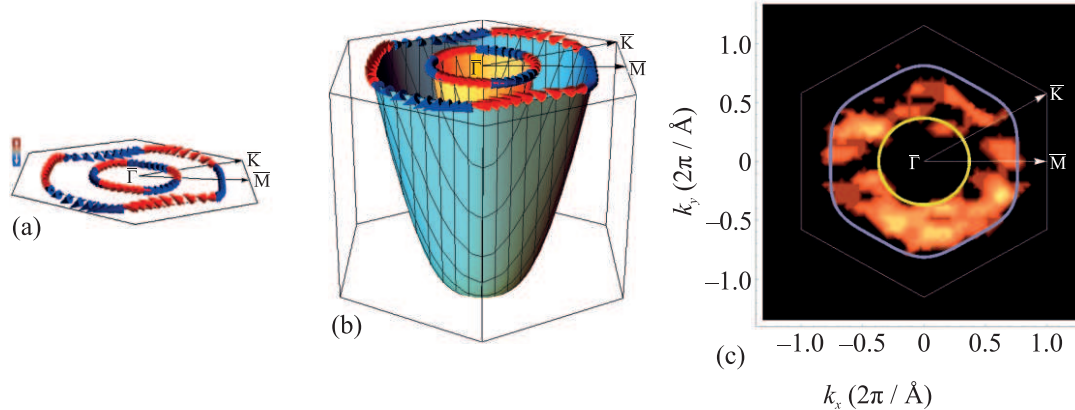 K̅
M̅
Γ̅
(a)
K̅
M̅
Γ̅
(b)
1.0
0.5
0
–0.5
–1.0
k_y (2π / Å)
K̅
M̅
Γ̅
–1.0 –0.5 0 0.5 1.0
(c)
k_x (2π / Å)